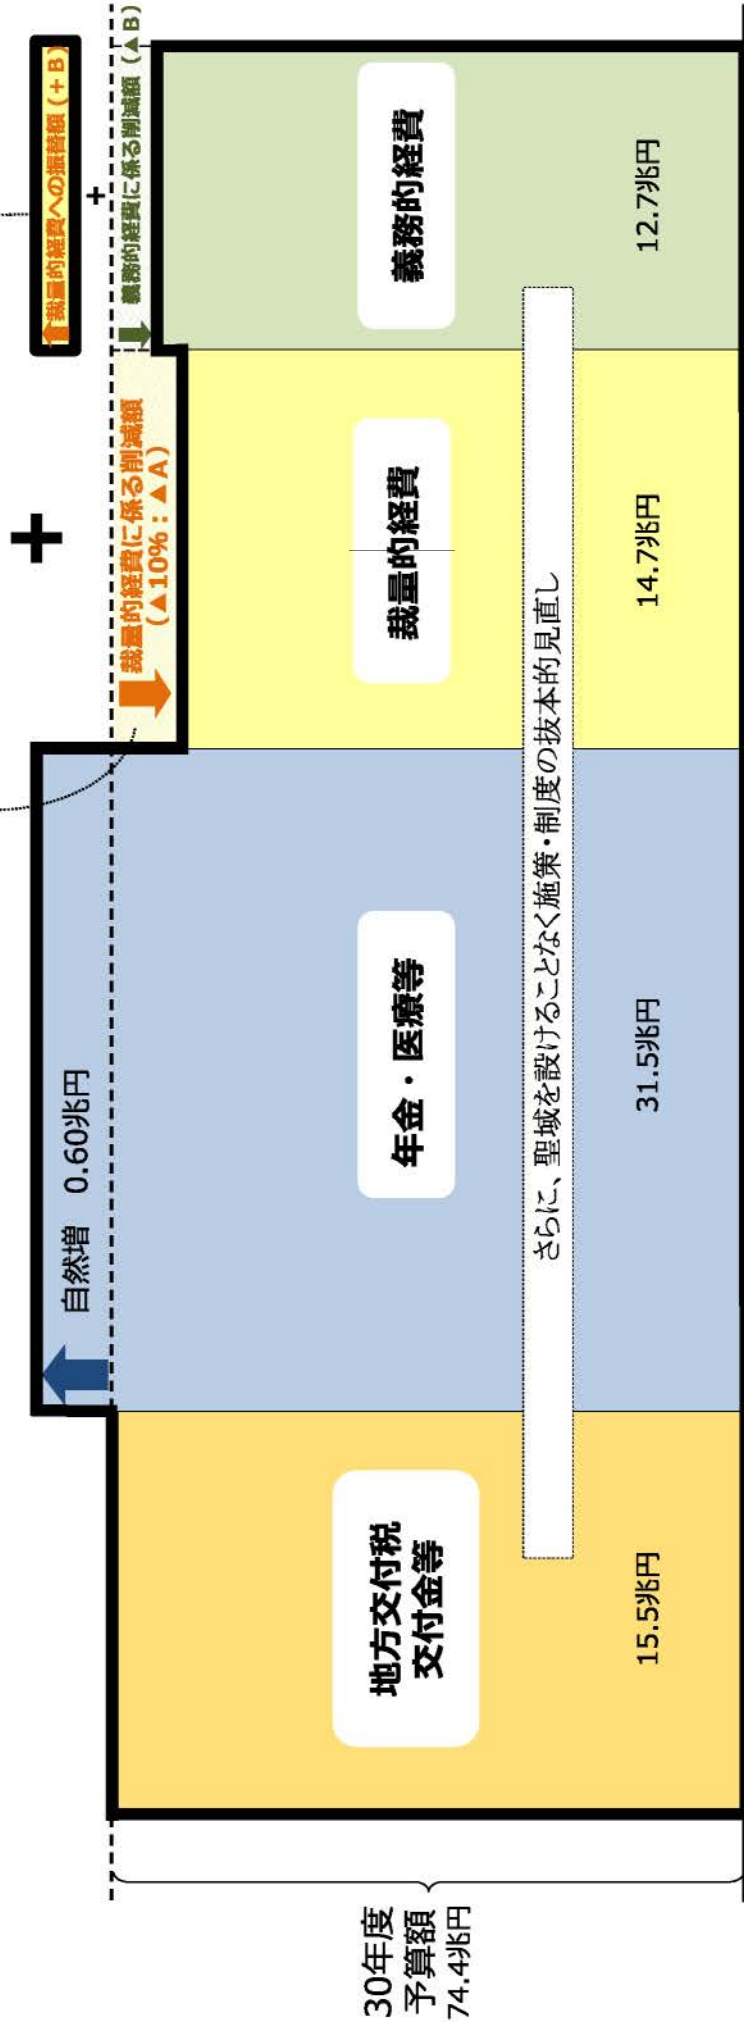 +
裁量的経費への振替額（＋Ｂ）
+
自然増　0.60兆円
裁量的経費に係る削減額
（▲10%：▲Ａ）
義務的経費に係る削減額（▲Ｂ）
30年度
予算額
74.4兆円
地方交付税
交付金等
年金・医療等
裁量的経費
義務的経費
さらに、聖域を設けることなく施策・制度の抜本的見直し
15.5兆円
31.5兆円
14.7兆円
12.7兆円